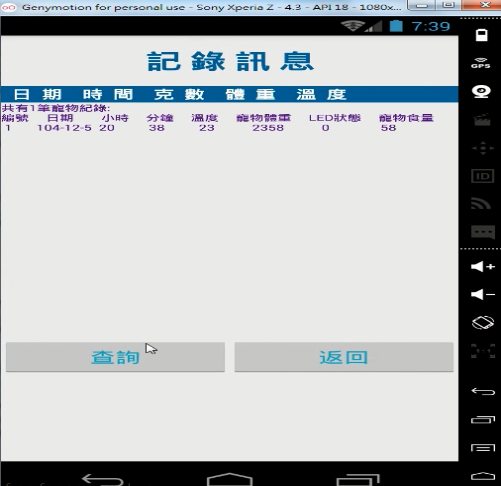 Genymotion for personal use - Sony Xperia Z - 4.3 - API 18 - 1080x...
7:39
GPS
記錄訊息
日期 時間 克數 體重 溫度
共有1筆寵物紀錄:
編號 日期 小時 分鐘 溫度 寵物體重 LED狀態 寵物食量
1 104-12-5 20 38 23 2358 0 58
ID
查詢 返回